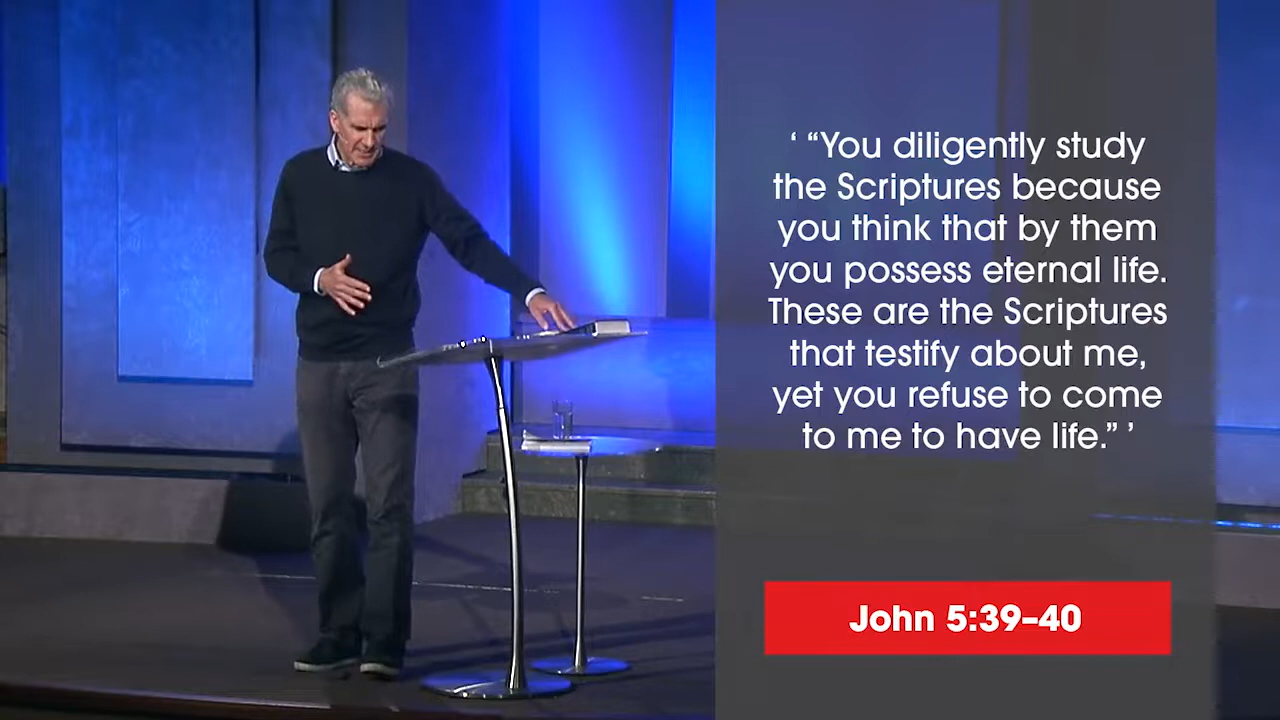 ‘ “You diligently study
the Scriptures because
you think that by them
you possess eternal life.
These are the Scriptures
that testify about me,
yet you refuse to come
to me to have life.” ’
John 5:39–40